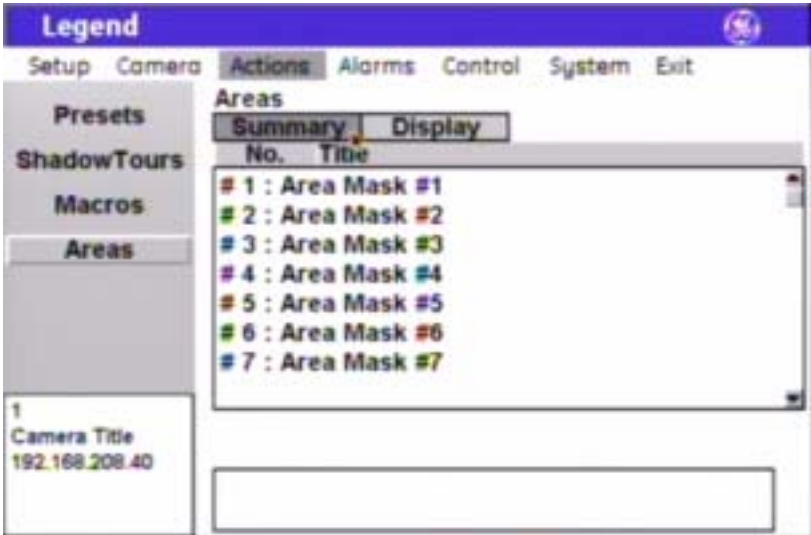 Legend
GE
Setup Camera Actions Alarms Control System Exit
Presets
ShadowTours
Macros
Areas
Areas
Summary Display
No. Title
# 1 : Area Mask #1
# 2 : Area Mask #2
# 3 : Area Mask #3
# 4 : Area Mask #4
# 5 : Area Mask #5
# 6 : Area Mask #6
# 7 : Area Mask #7
1
Camera Title
192.168.208.40